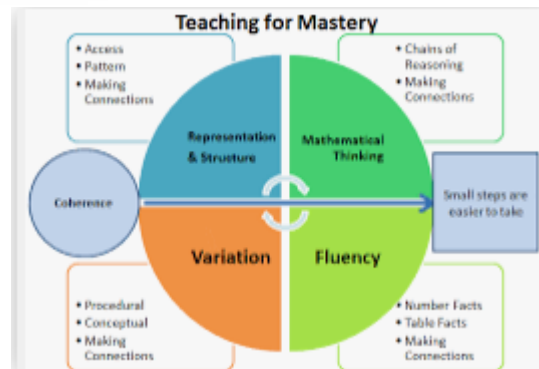 Teaching for Mastery
• Access
• Pattern
• Making
Connections
• Chains of
Reasoning
• Making
Connections
Representation
& Structure
Mathematical
Thinking
Coherence
Small steps are
easier to take
Variation
Fluency
• Procedural
• Conceptual
• Making
Connections
• Number Facts
• Table Facts
• Making
Connections